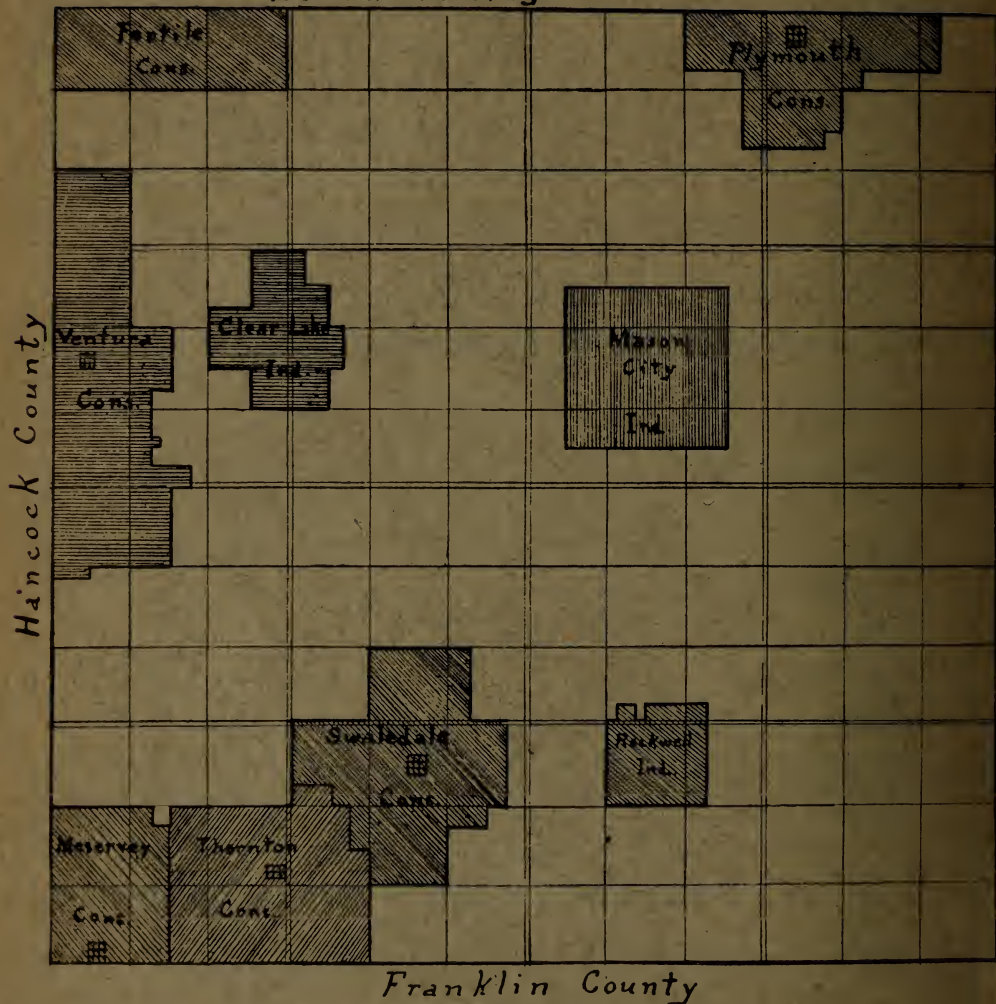 Fertile
Cons.
Plymouth
Cons.
Ventura
Cons.
Clear Lake
Ind.
Mason
City
Ind.
Hancock County
Swaledale
Cons.
Rockwell
Ind.
Meservey
Cons.
Thornton
Cons.
Franklin County